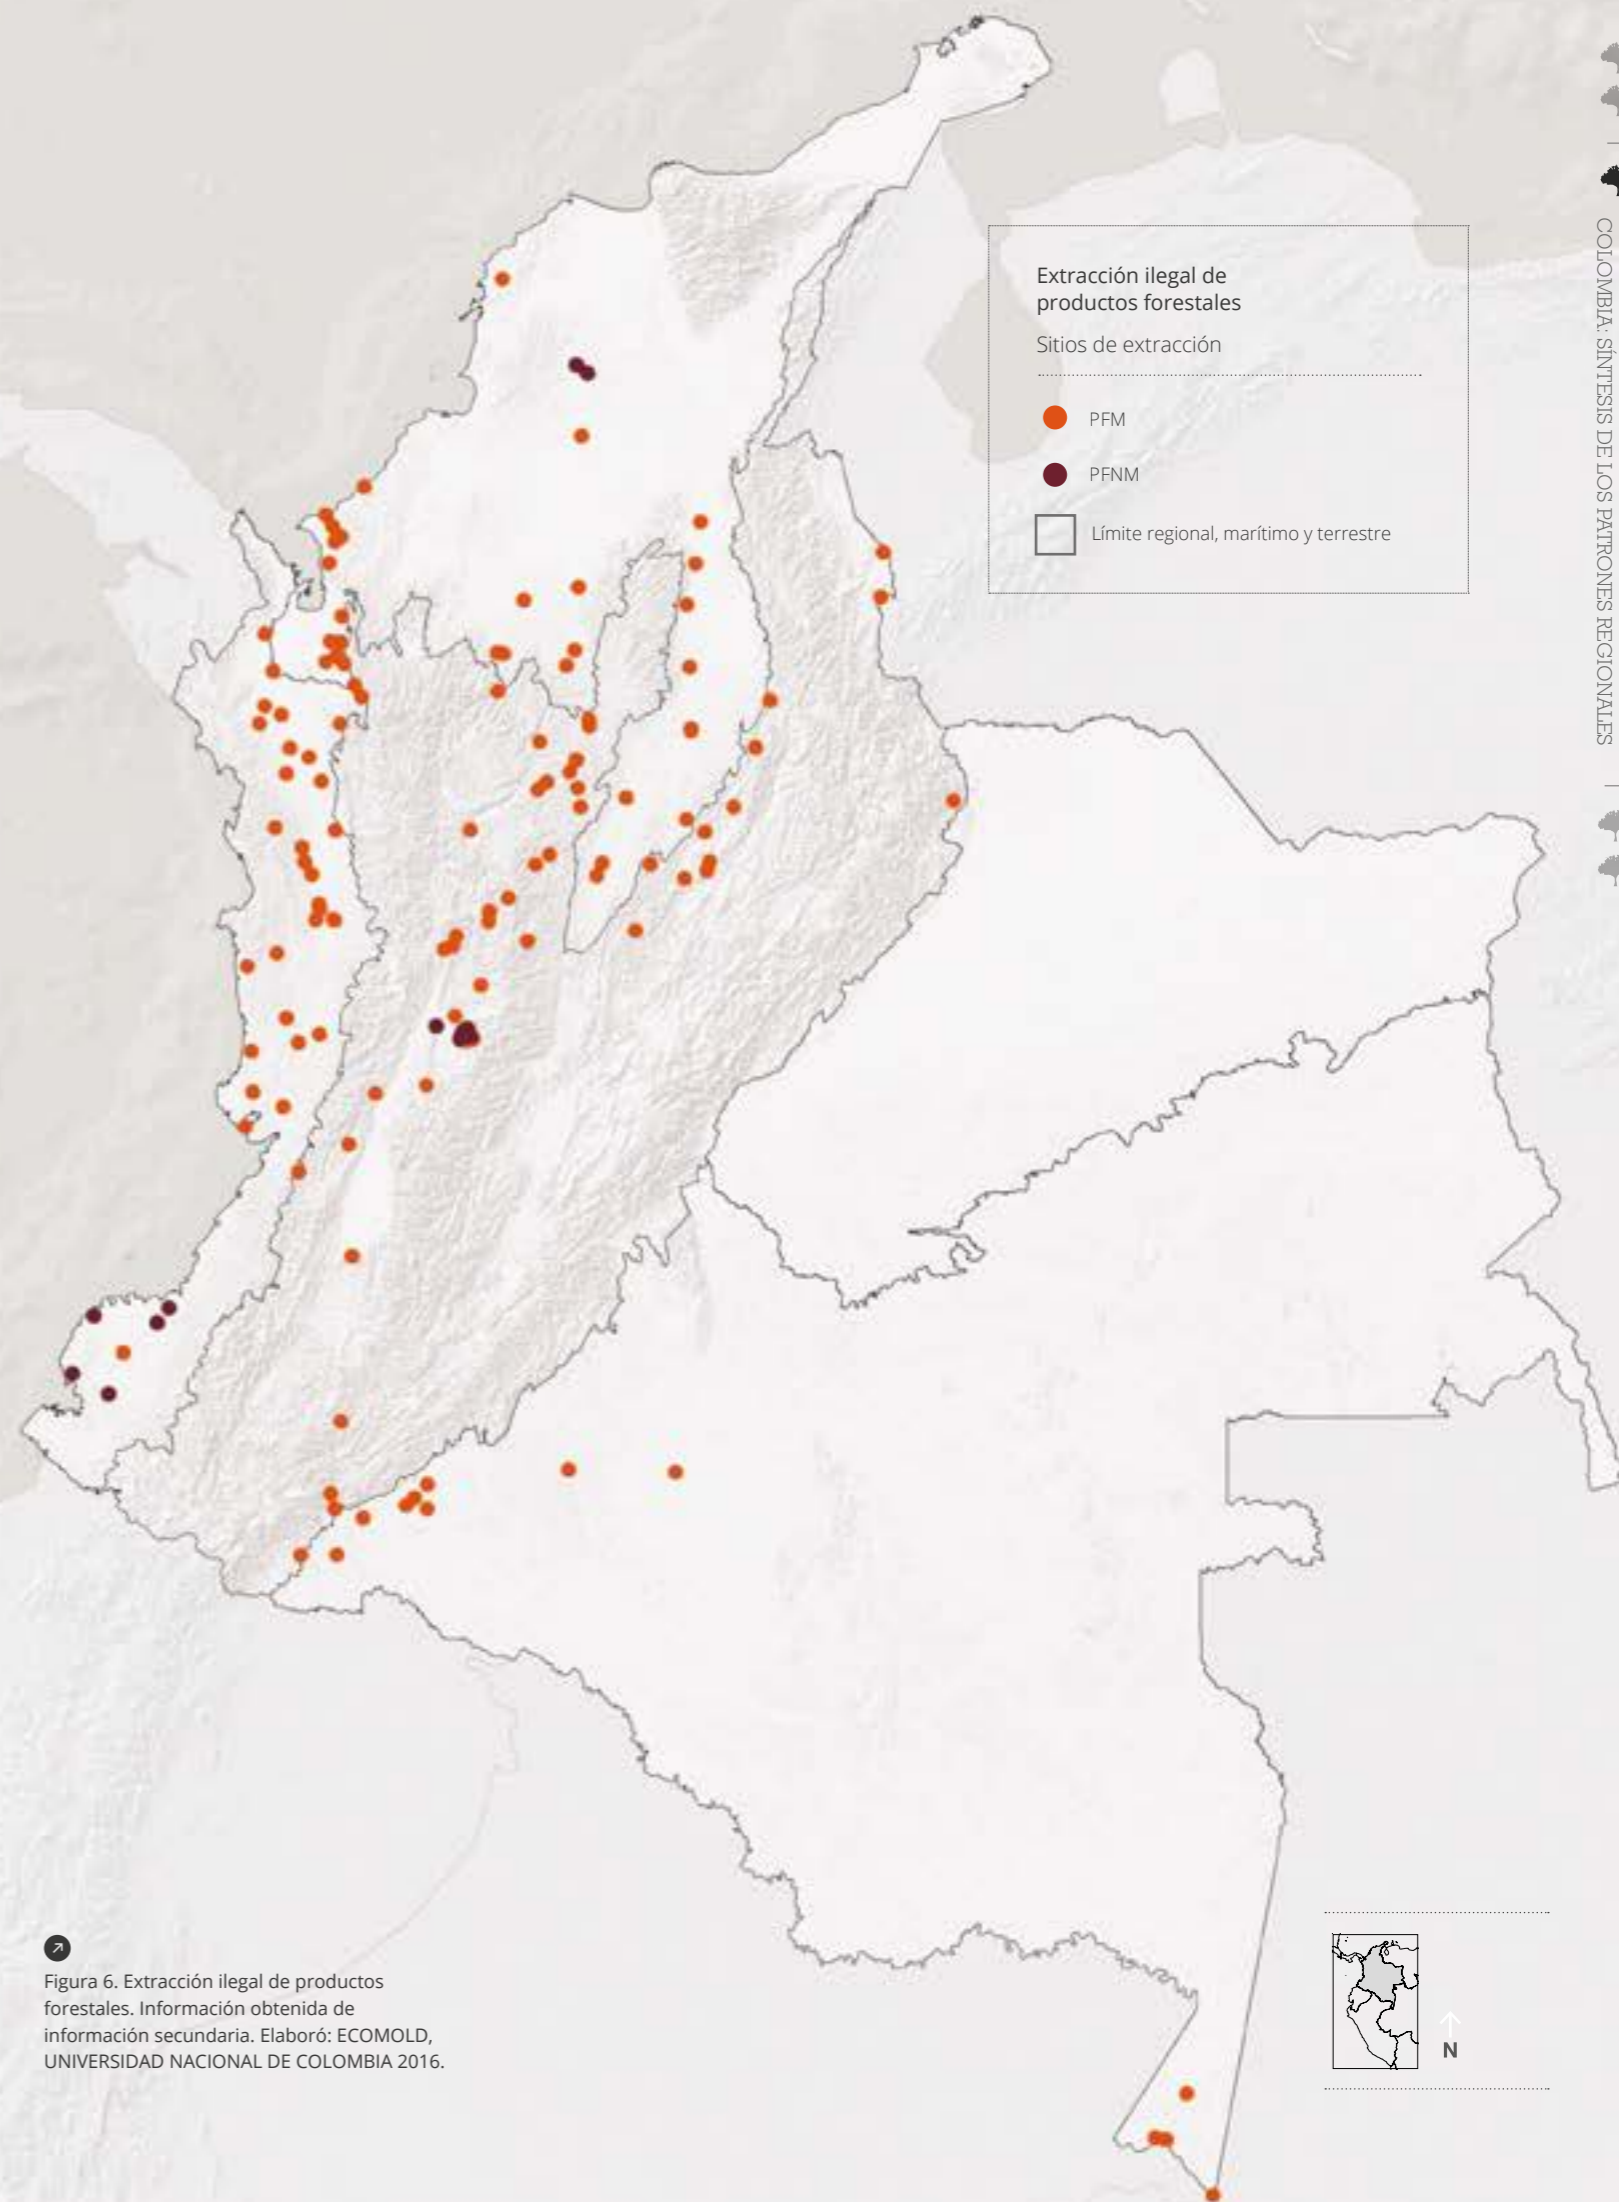 COLOMBIA: SÍNTESIS DE LOS PATRONES REGIONALES
Extracción ilegal de
productos forestales
Sitios de extracción
PFM
PFNM
Límite regional, marítimo y terrestre
Figura 6. Extracción ilegal de productos
forestales. Información obtenida de
información secundaria. Elaboró: ECOMOLD,
UNIVERSIDAD NACIONAL DE COLOMBIA 2016.
N